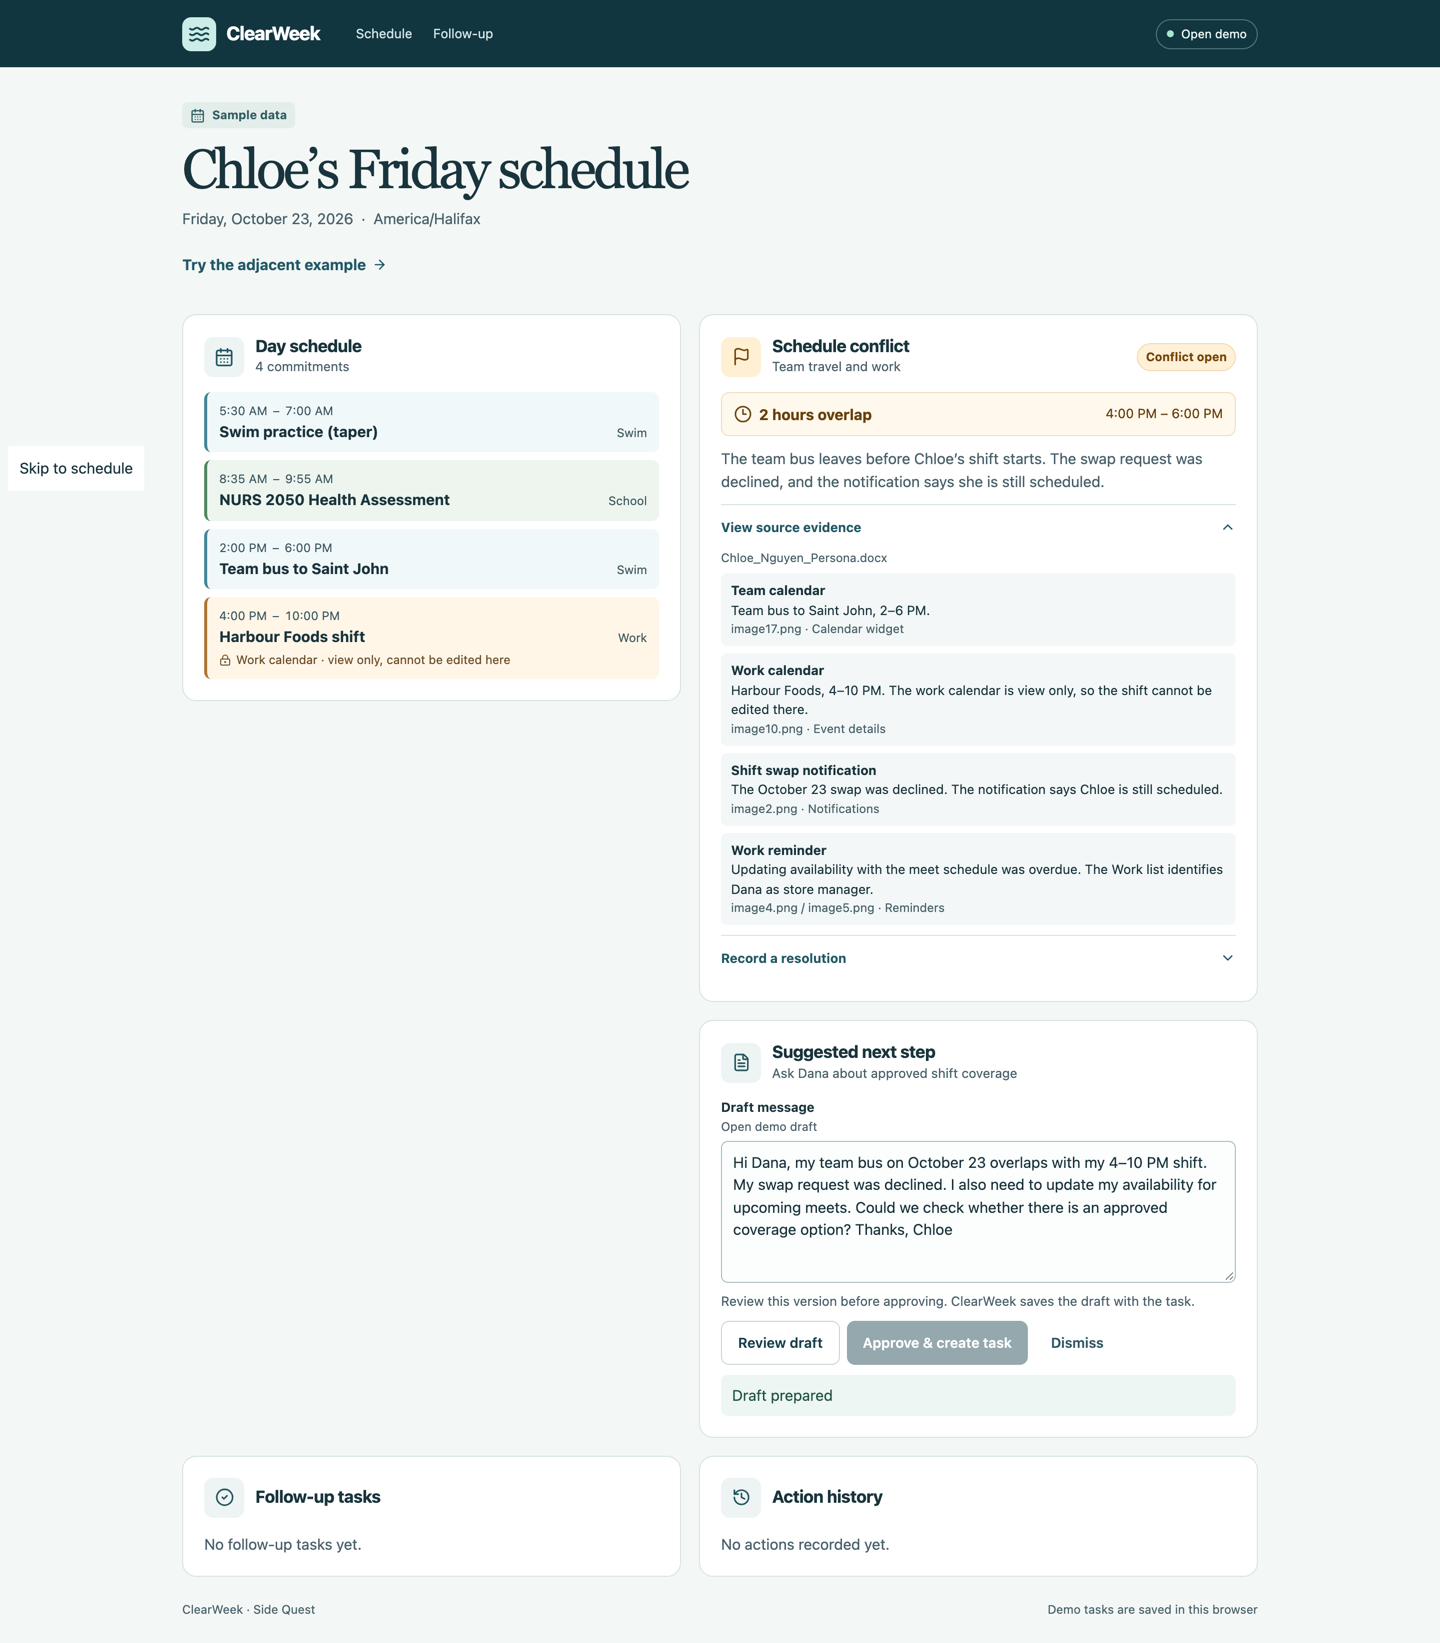 ClearWeek
Schedule
Follow-up
Open demo
Sample data
Chloe’s Friday schedule
Friday, October 23, 2026 · America/Halifax
Try the adjacent example →
Skip to schedule
Day schedule
4 commitments
5:30 AM – 7:00 AM
Swim practice (taper)
Swim
8:35 AM – 9:55 AM
NURS 2050 Health Assessment
School
2:00 PM – 6:00 PM
Team bus to Saint John
Swim
4:00 PM – 10:00 PM
Harbour Foods shift
Work
Work calendar · view only, cannot be edited here
Schedule conflict
Team travel and work
Conflict open
2 hours overlap
4:00 PM – 6:00 PM
The team bus leaves before Chloe’s shift starts. The swap request was
declined, and the notification says she is still scheduled.
View source evidence
Chloe_Nguyen_Persona.docx
Team calendar
Team bus to Saint John, 2–6 PM.
image17.png · Calendar widget
Work calendar
Harbour Foods, 4–10 PM. The work calendar is view only, so the shift cannot be
edited there.
image10.png · Event details
Shift swap notification
The October 23 swap was declined. The notification says Chloe is still scheduled.
image2.png · Notifications
Work reminder
Updating availability with the meet schedule was overdue. The Work list identifies
Dana as store manager.
image4.png / image5.png · Reminders
Record a resolution
Suggested next step
Ask Dana about approved shift coverage
Draft message
Open demo draft
Hi Dana, my team bus on October 23 overlaps with my 4–10 PM shift.
My swap request was declined. I also need to update my availability for
upcoming meets. Could we check whether there is an approved
coverage option? Thanks, Chloe
Review this version before approving. ClearWeek saves the draft with the task.
Review draft
Approve & create task
Dismiss
Draft prepared
Follow-up tasks
No follow-up tasks yet.
Action history
No actions recorded yet.
ClearWeek · Side Quest
Demo tasks are saved in this browser